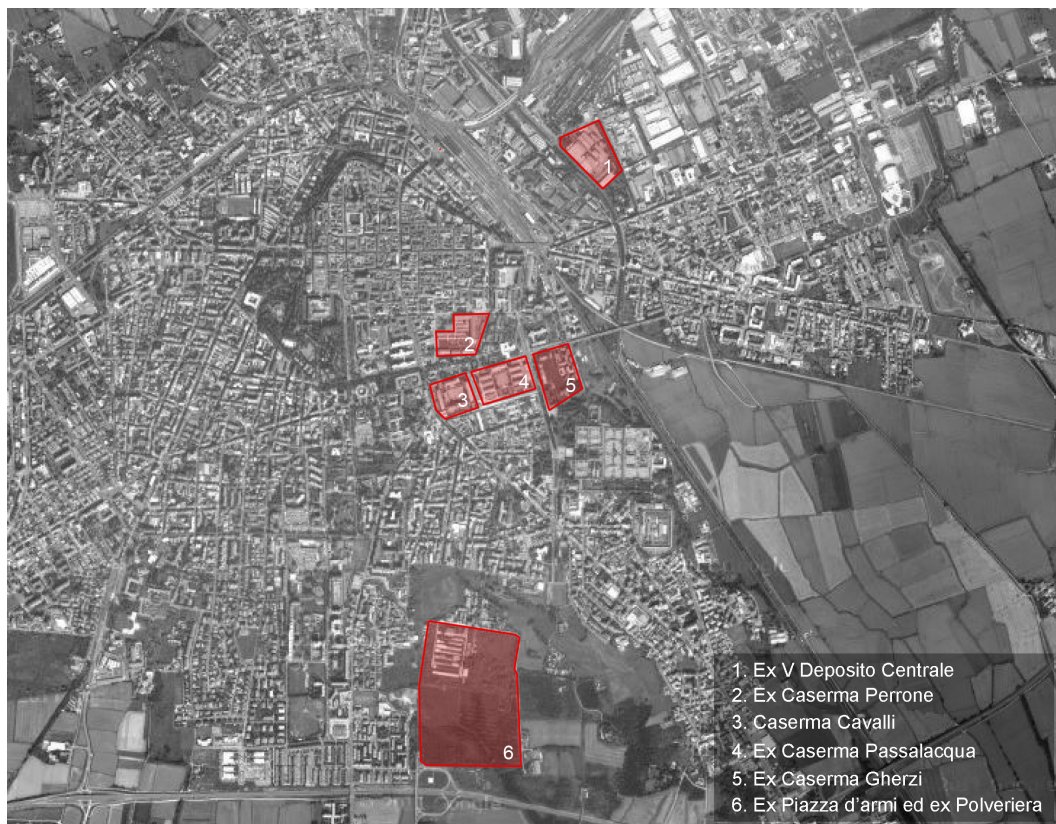 1
2
3
4
5
6
1. Ex V Deposito Centrale
2. Ex Caserma Perrone
3. Caserma Cavalli
4. Ex Caserma Passalacqua
5. Ex Caserma Gherzi
6. Ex Piazza d'armi ed ex Polveriera